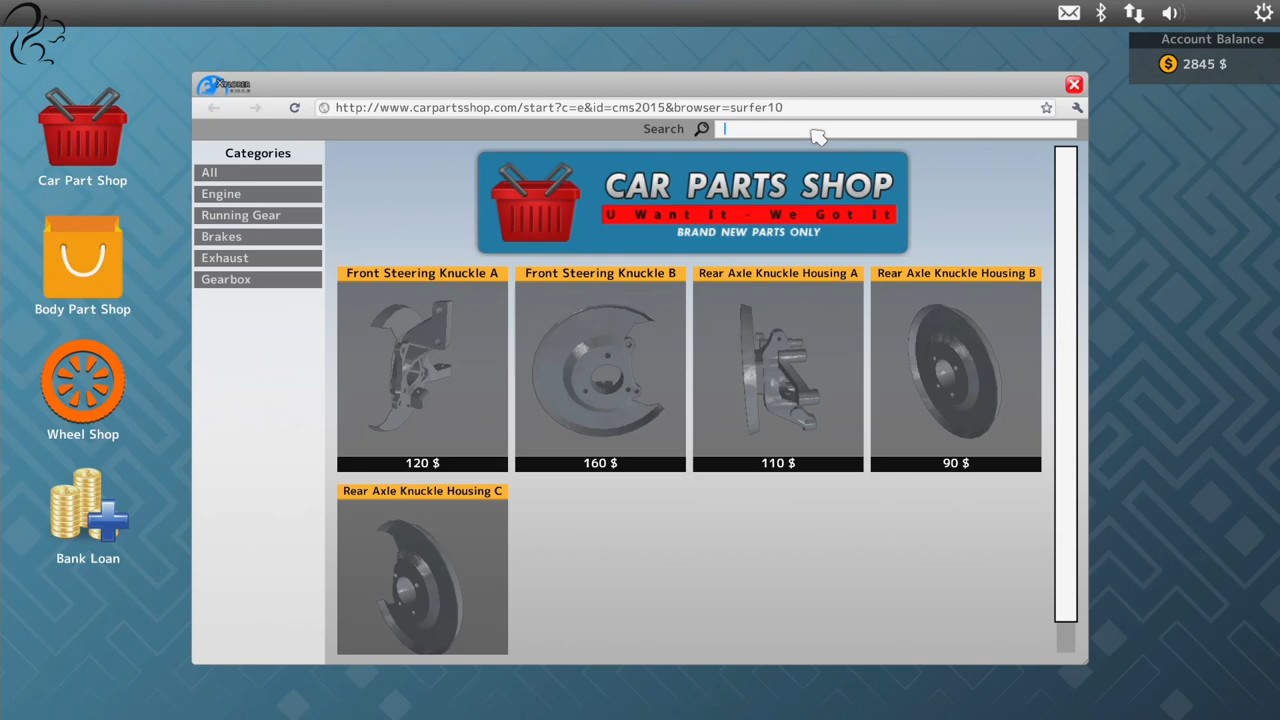 Account Balance
$ 2845 $
XPLORER
http://www.carpartsshop.com/start?c=e&id=cms2015&browser=surfer10
Search
Categories
All
Engine
Running Gear
Brakes
Exhaust
Gearbox
CAR PARTS SHOP
U Want It - We Got It
BRAND NEW PARTS ONLY
Front Steering Knuckle A
120 $
Front Steering Knuckle B
160 $
Rear Axle Knuckle Housing A
110 $
Rear Axle Knuckle Housing B
90 $
Rear Axle Knuckle Housing C
Car Part Shop
Body Part Shop
Wheel Shop
Bank Loan